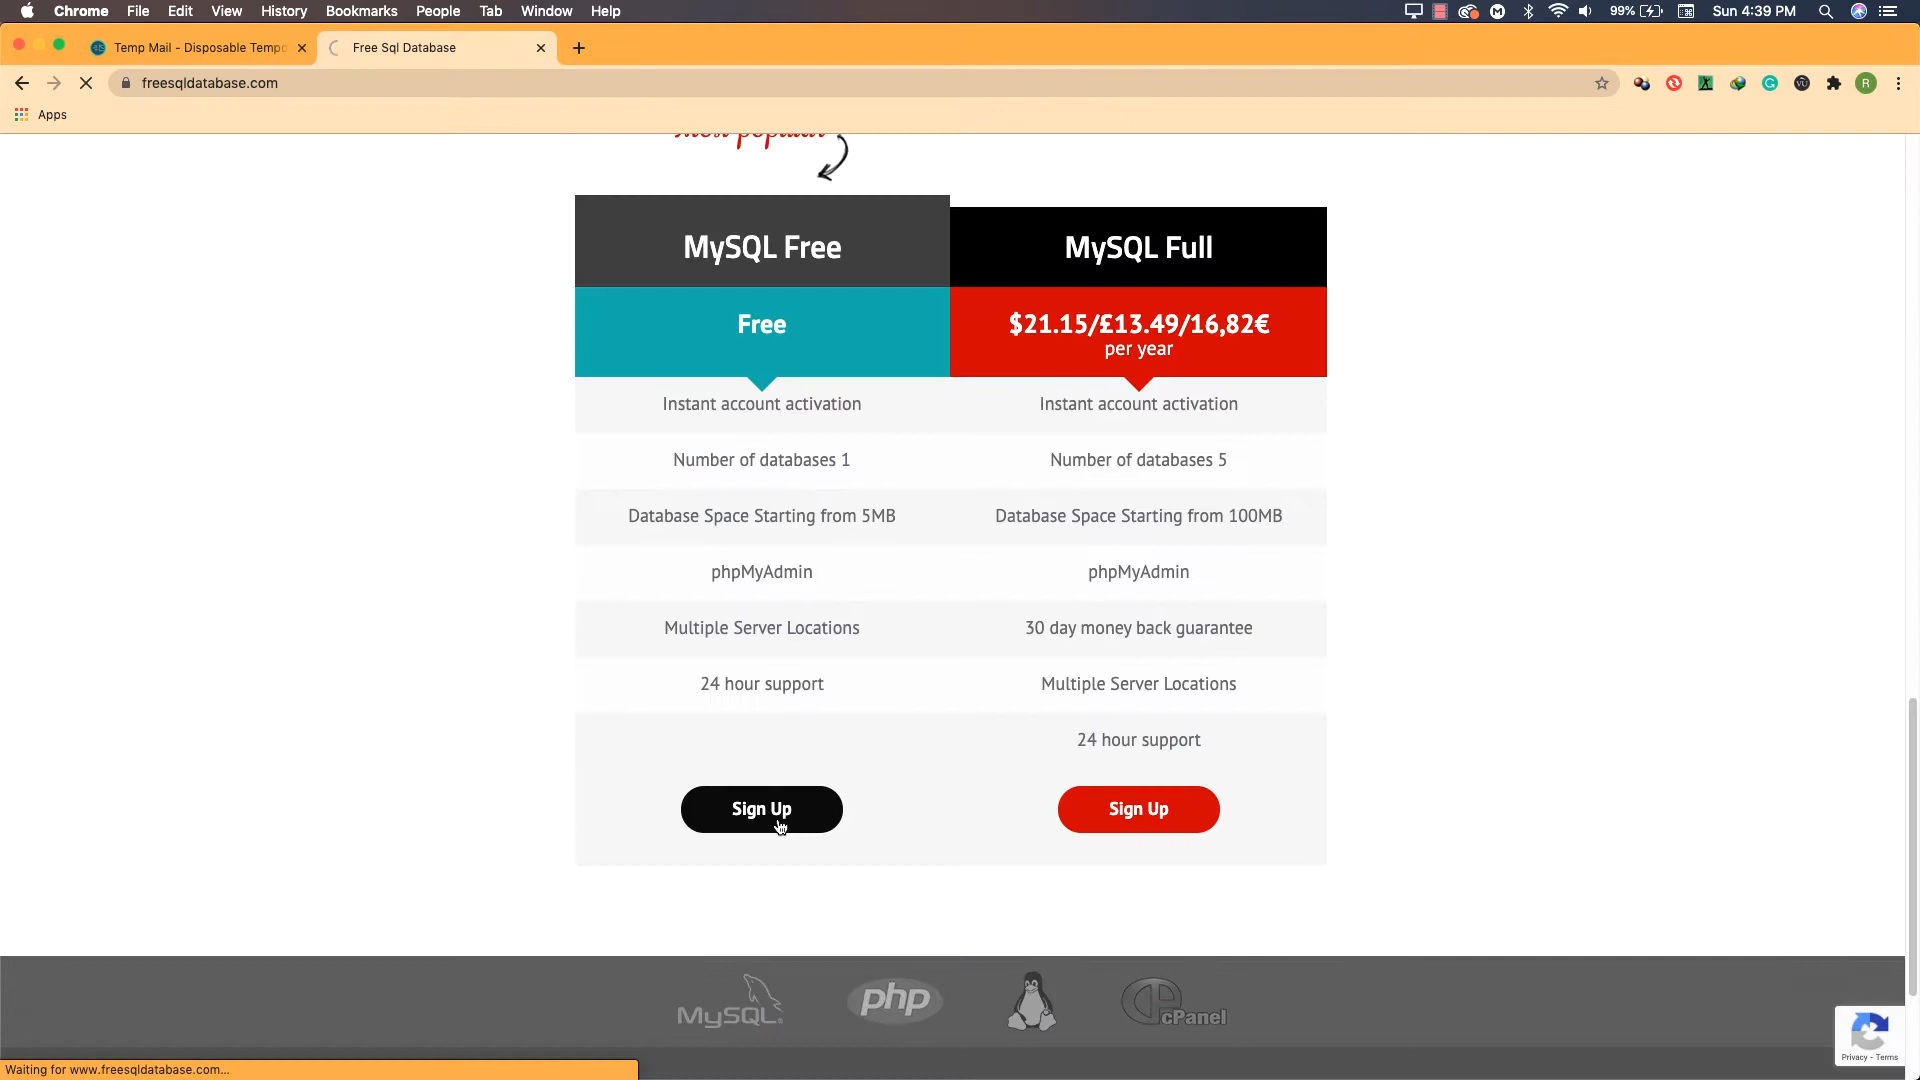 Chrome File Edit View History Bookmarks People Tab Window Help 99% Sun 4:39 PM
Temp Mail - Disposable Tempo Free Sql Database
freesqldatabase.com R
Apps
most popular
MySQL Free MySQL Full
Free $21.15/£13.49/16,82€
per year
Instant account activation Instant account activation
Number of databases 1 Number of databases 5
Database Space Starting from 5MB Database Space Starting from 100MB
phpMyAdmin phpMyAdmin
Multiple Server Locations 30 day money back guarantee
24 hour support Multiple Server Locations
24 hour support
Sign Up Sign Up
MySQL php cPanel
Privacy - Terms
Waiting for www.freesqldatabase.com...